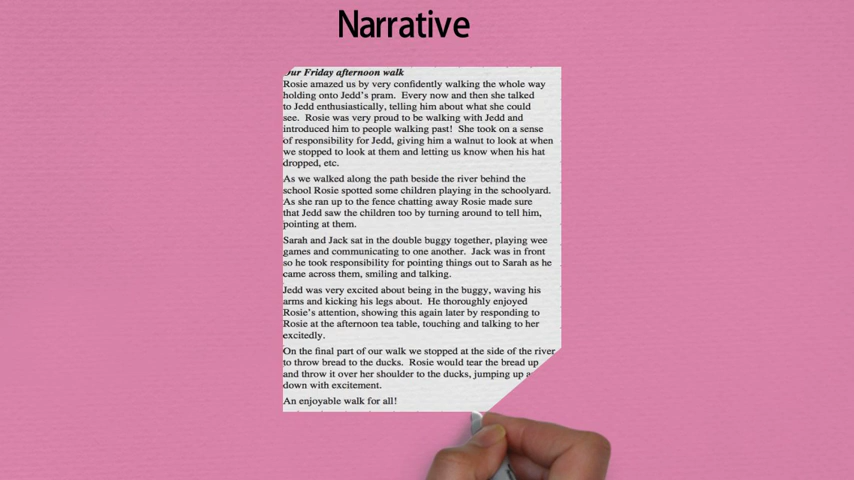 Narrative
ur Friday afternoon walk
Rosie amazed us by very confidently walking the whole way
holding onto Jedd's pram. Every now and then she talked
to Jedd enthusiastically, telling him about what she could
see. Rosie was very proud to be walking with Jedd and
introduced him to people walking past! She took on a sense
of responsibility for Jedd, giving him a walnut to look at when
we stopped to look at them and letting us know when his hat
dropped, etc.
As we walked along the path beside the river behind the
school Rosie spotted some children playing in the schoolyard.
As she ran up to the fence chatting away Rosie made sure
that Jedd saw the children too by turning around to tell him,
pointing at them.
Sarah and Jack sat in the double buggy together, playing wee
games and communicating to one another. Jack was in front
so he took responsibility for pointing things out to Sarah as he
came across them, smiling and talking.
Jedd was very excited about being in the buggy, waving his
arms and kicking his legs about. He thoroughly enjoyed
Rosie's attention, showing this again later by responding to
Rosie at the afternoon tea table, touching and talking to her
excitedly.
On the final part of our walk we stopped at the side of the river
to throw bread to the ducks. Rosie would tear the bread up
and throw it over her shoulder to the ducks, jumping up a
down with excitement.
An enjoyable walk for all!